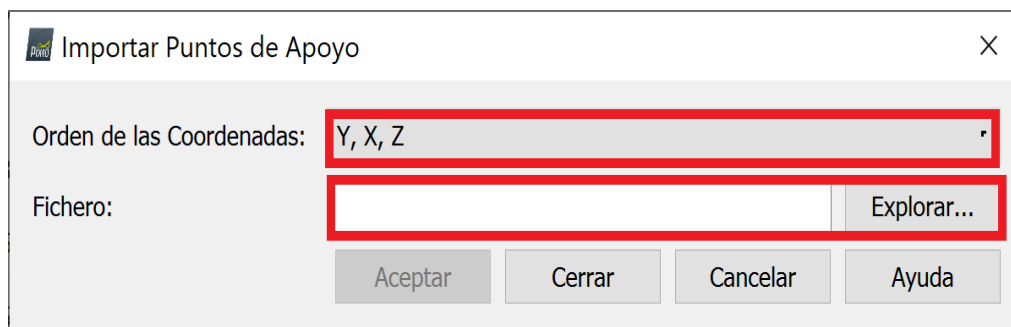 Importar Puntos de Apoyo
Orden de las Coordenadas: Y, X, Z
Fichero: Explorar...
Aceptar Cerrar Cancelar Ayuda